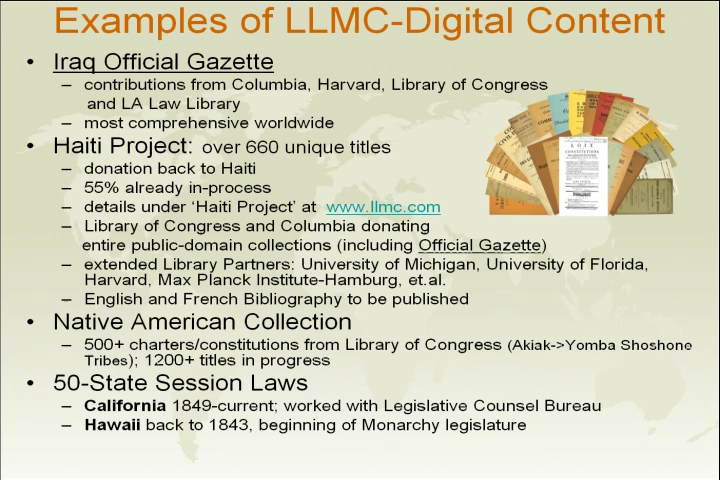 Examples of LLMC-Digital Content
• Iraq Official Gazette
– contributions from Columbia, Harvard, Library of Congress
and LA Law Library
– most comprehensive worldwide
• Haiti Project: over 660 unique titles
– donation back to Haiti
– 55% already in-process
– details under ‘Haiti Project’ at www.llmc.com
– Library of Congress and Columbia donating
entire public-domain collections (including Official Gazette)
– extended Library Partners: University of Michigan, University of Florida,
Harvard, Max Planck Institute-Hamburg, et.al.
– English and French Bibliography to be published
• Native American Collection
– 500+ charters/constitutions from Library of Congress (Akiak->Yomba Shoshone
Tribes); 1200+ titles in progress
• 50-State Session Laws
– California 1849-current; worked with Legislative Counsel Bureau
– Hawaii back to 1843, beginning of Monarchy legislature
LOIX
CONSTITUTIONS